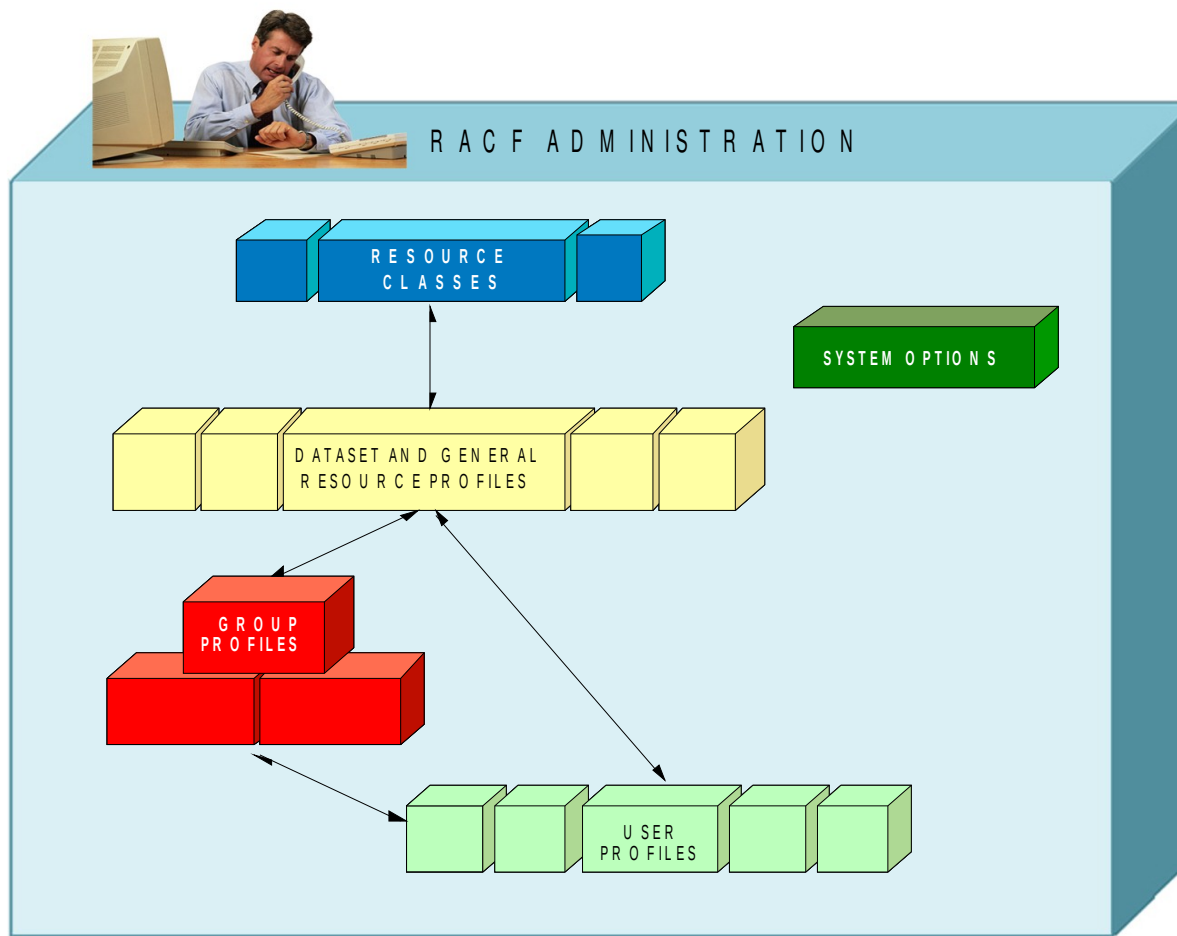 RACF ADMINISTRATION
RESOURCE
CLASSES
SYSTEM OPTIONS
DATASET AND GENERAL
RESOURCE PROFILES
GROUP
PROFILES
USER
PROFILES